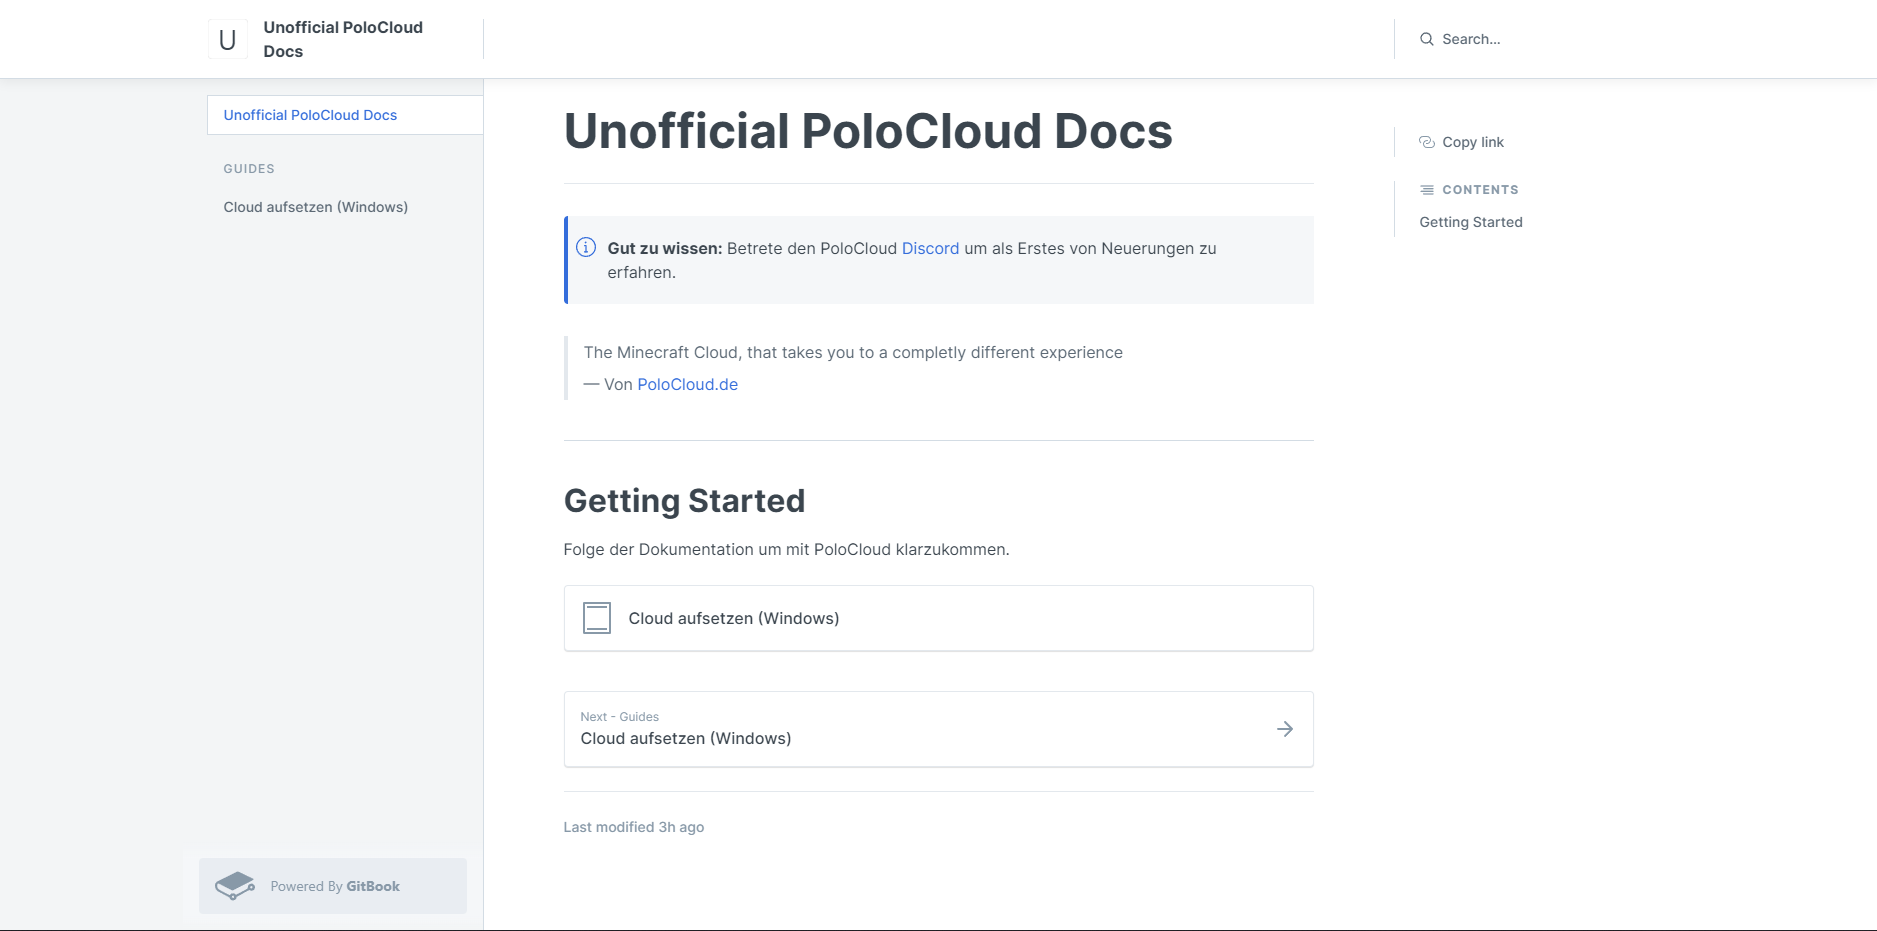 U
Unofficial PoloCloud
Docs
Search...
Unofficial PoloCloud Docs
GUIDES
Cloud aufsetzen (Windows)
Powered By GitBook
Unofficial PoloCloud Docs
Gut zu wissen: Betrete den PoloCloud Discord um als Erstes von Neuerungen zu
erfahren.
The Minecraft Cloud, that takes you to a completly different experience
— Von PoloCloud.de
Getting Started
Folge der Dokumentation um mit PoloCloud klarzukommen.
Cloud aufsetzen (Windows)
Next - Guides
Cloud aufsetzen (Windows)
Last modified 3h ago
Copy link
CONTENTS
Getting Started